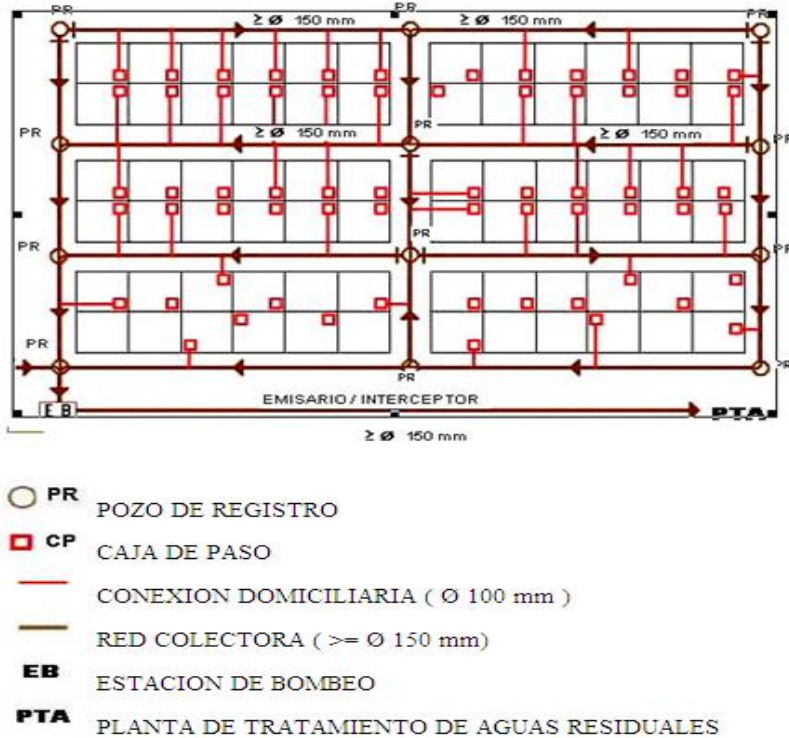 PR PR PR
≥ Ø 150 mm ≥ Ø 150 mm
PR PR PR
≥ Ø 150 mm ≥ Ø 150 mm
PR PR PR
PR PR PR
EMISARIO / INTERCEPTOR
EB PTA
≥ Ø 150 mm
PR POZO DE REGISTRO
CP CAJA DE PASO
CONEXION DOMICILIARIA ( Ø 100 mm )
RED COLECTORA ( >= Ø 150 mm)
EB ESTACION DE BOMBEO
PTA PLANTA DE TRATAMIENTO DE AGUAS RESIDUALES